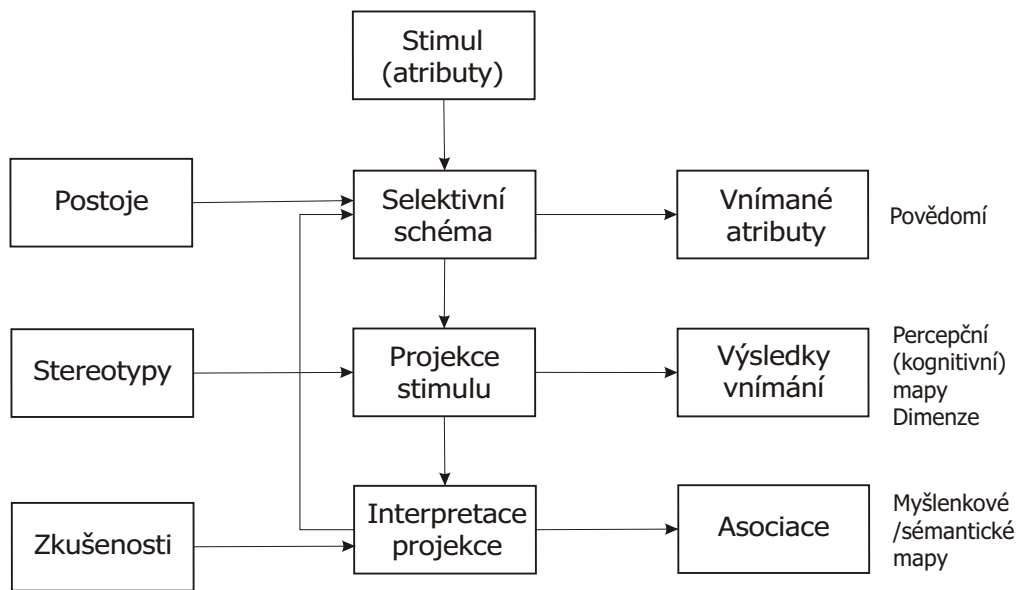 Stimul
(atributy)
Postoje
Selektivní
schéma
Vnímané
atributy
Povědomí
Stereotypy
Projekce
stimulu
Výsledky
vnímání
Percepční
(kognitivní)
mapy
Dimenze
Zkušenosti
Interpretace
projekce
Asociace
Myšlenkové
/sémantické
mapy